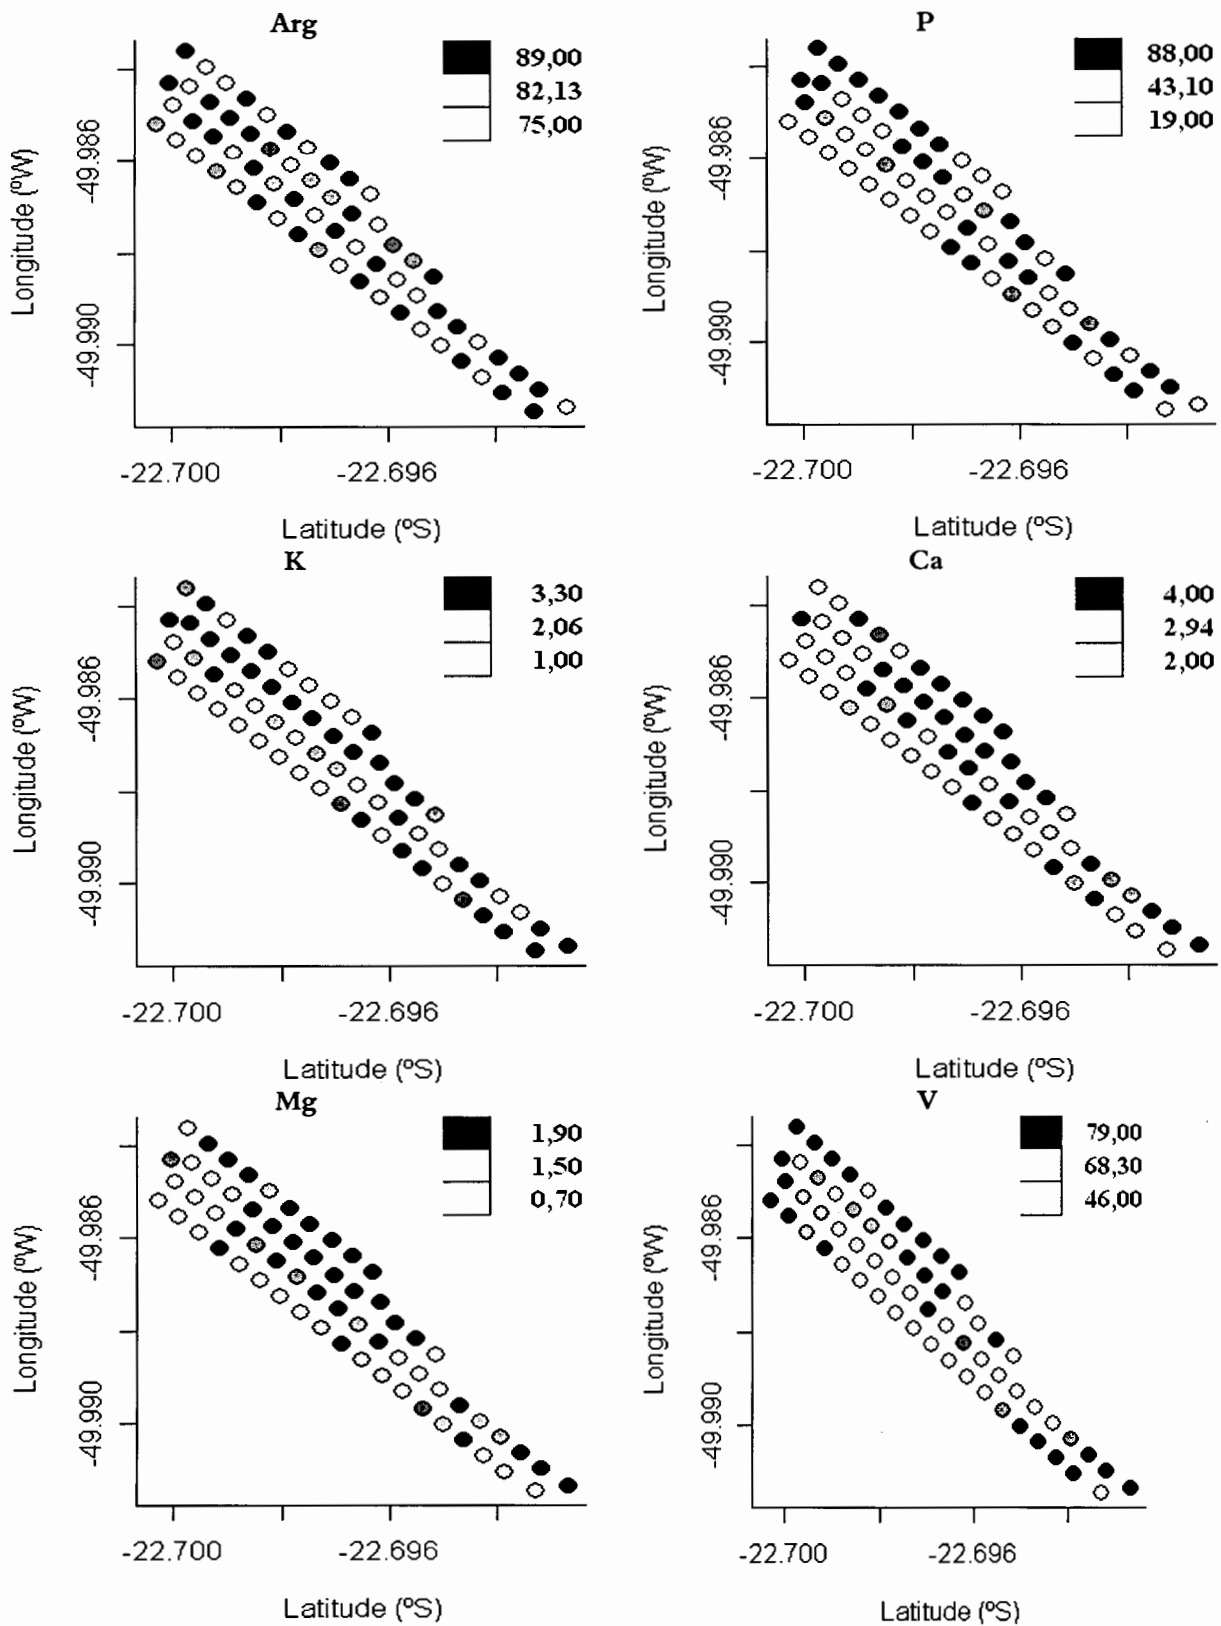 Arg
89,00
82,13
75,00
-49.986
-49.990
Longitude (ºW)
-22.700
-22.696
Latitude (ºS)
P
88,00
43,10
19,00
-49.986
-49.990
Longitude (ºW)
-22.700
-22.696
Latitude (ºS)
K
3,30
2,06
1,00
-49.986
-49.990
Longitude (ºW)
-22.700
-22.696
Latitude (ºS)
Ca
4,00
2,94
2,00
-49.986
-49.990
Longitude (ºW)
-22.700
-22.696
Latitude (ºS)
Mg
1,90
1,50
0,70
-49.986
-49.990
Longitude (ºW)
-22.700
-22.696
Latitude (ºS)
V
79,00
68,30
46,00
-49.986
-49.990
Longitude (ºW)
-22.700
-22.696
Latitude (ºS)